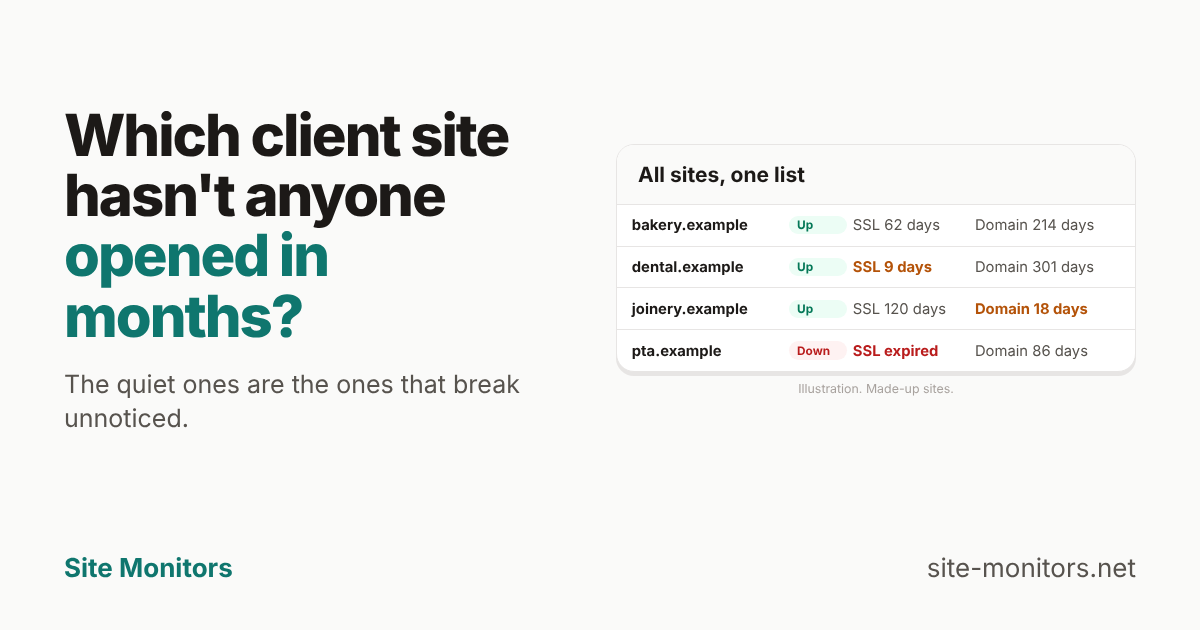 Which client site
hasn't anyone
opened in
months?
The quiet ones are the ones that break
unnoticed.
All sites, one list
bakery.example Up SSL 62 days Domain 214 days
dental.example Up SSL 9 days Domain 301 days
joinery.example Up SSL 120 days Domain 18 days
pta.example Down SSL expired Domain 86 days
Illustration. Made-up sites.
Site Monitors
site-monitors.net